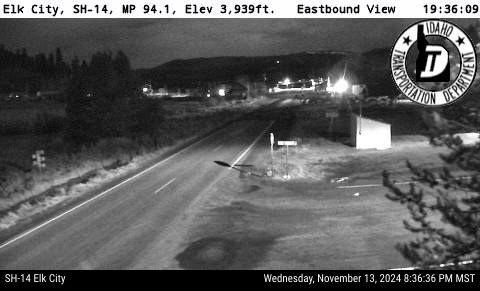 Elk City, SH-14, MP 94.1, Elev 3,939ft. Eastbound View 19:36:09
IDAHO
TRANSPORTATION DEPARTMENT
SH-14 Elk City Wednesday, November 13, 2024 8:36:36 PM MST